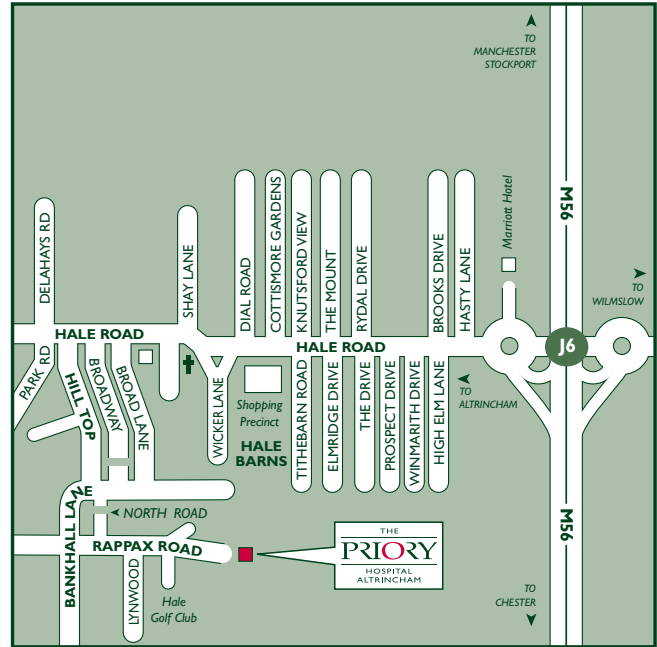 TO
MANCHESTER
STOCKPORT
M56
Marriott Hotel
TO
WILMSLOW
DELAHAYS RD
SHAY LANE
DIAL ROAD
COTTISMORE GARDENS
KNUTSFORD VIEW
THE MOUNT
RYDAL DRIVE
BROOKS DRIVE
HASTY LANE
HALE ROAD
HALE ROAD
J6
PARK RD
HILL TOP
BROADWAY
BROAD LANE
WICKER LANE
Shopping
Precinct
HALE
BARNS
TITHEBARN ROAD
ELMRIDGE DRIVE
THE DRIVE
PROSPECT DRIVE
WINMARITH DRIVE
HIGH ELM LANE
TO
ALTRINCHAM
BANKHALL LANE
NORTH ROAD
M56
RAPPAX ROAD
LYNWOOD
Hale
Golf Club
THE
PRIORY
HOSPITAL
ALTRINCHAM
TO
CHESTER